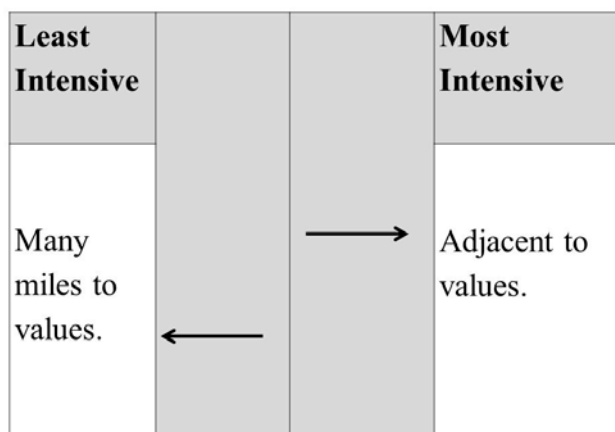 Least
Intensive
Most
Intensive
Many
miles to
values.
Adjacent to
values.